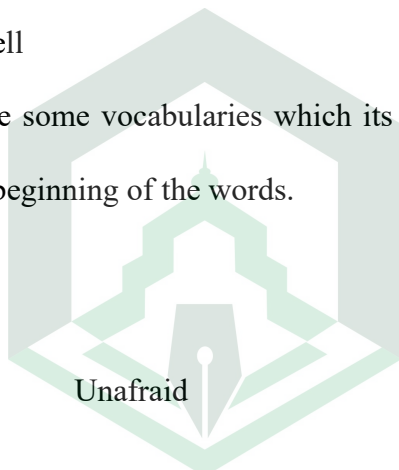 ell
e some vocabularies which its
beginning of the words.
Unafraid